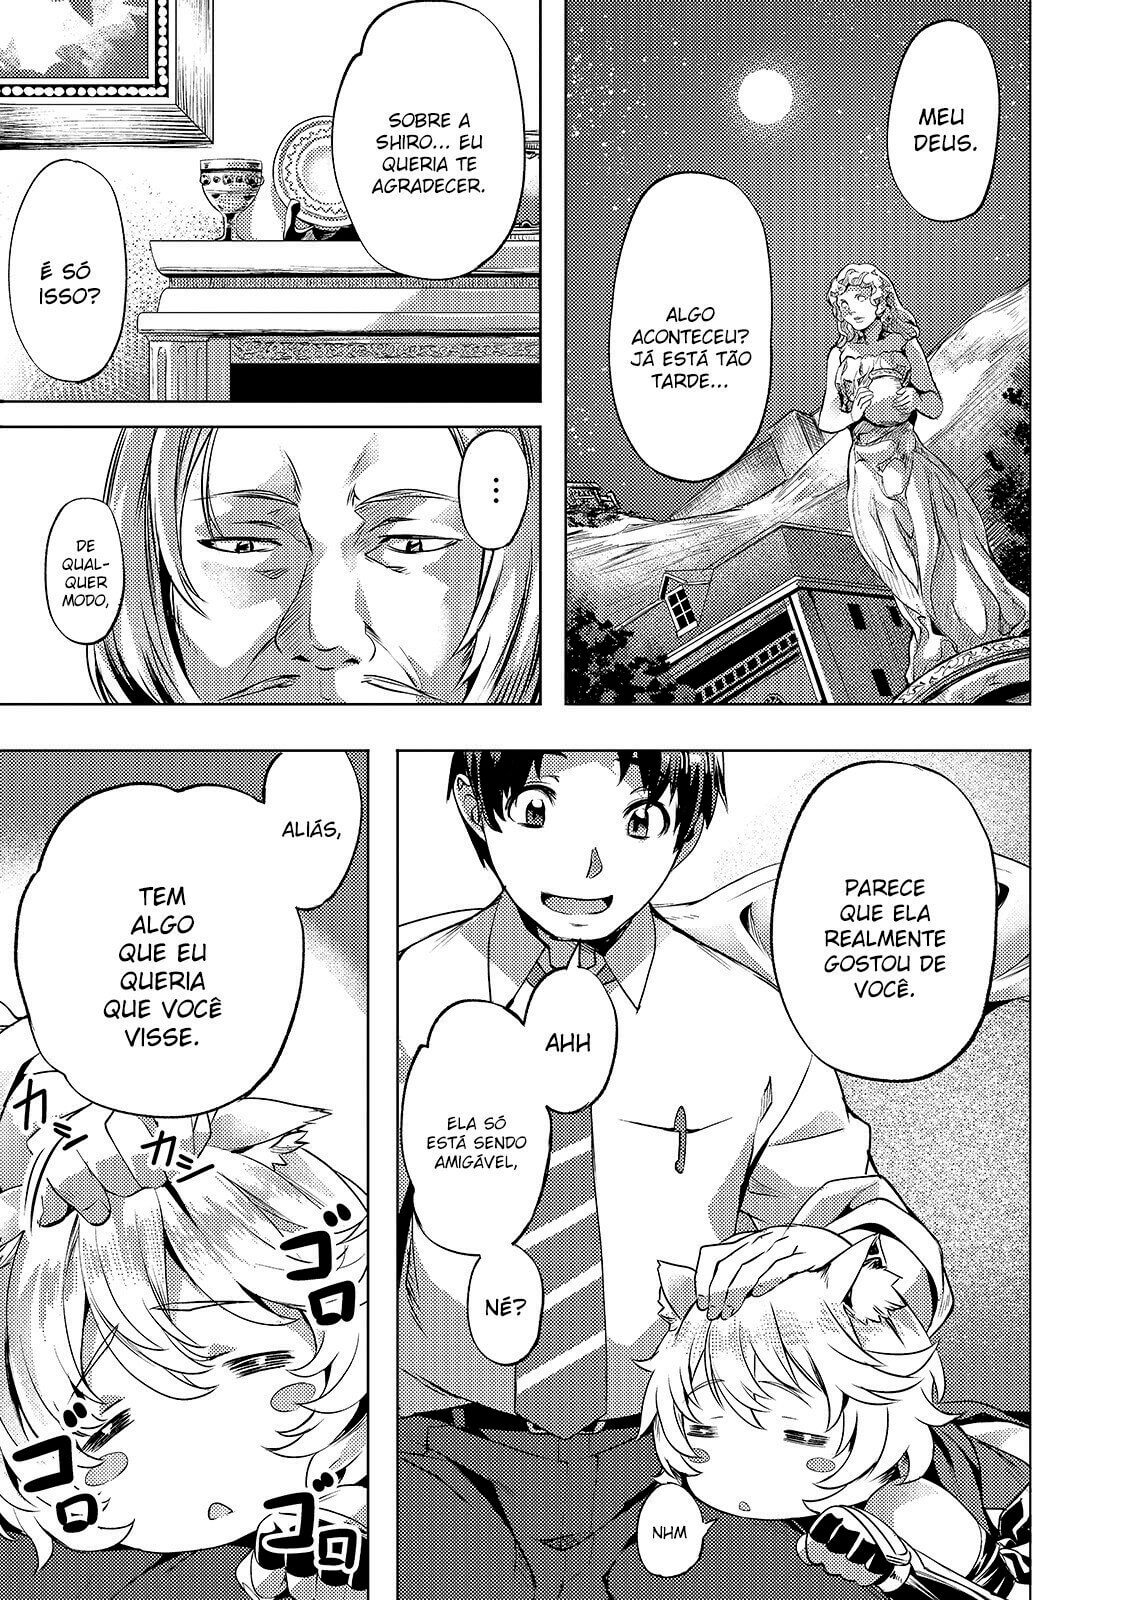 MEU
DEUS.
ALGO
ACONTECEU?
JÁ ESTÁ TÃO
TARDE...
SOBRE A
SHIRO... EU
QUERIA TE
AGRADECER.
É SÓ
ISSO?
...
DE
QUAL-
QUER
MODO,
PARECE
QUE ELA
REALMENTE
GOSTOU DE
VOCÊ.
AHH
ELA SÓ
ESTÁ SENDO
AMIGÁVEL,
NÉ?
NHM
ALIÁS,
TEM
ALGO
QUE EU
QUERIA
QUE VOCÊ
VISSE.
カシ
カシ
ゴロ
ゴロ
ゴロ